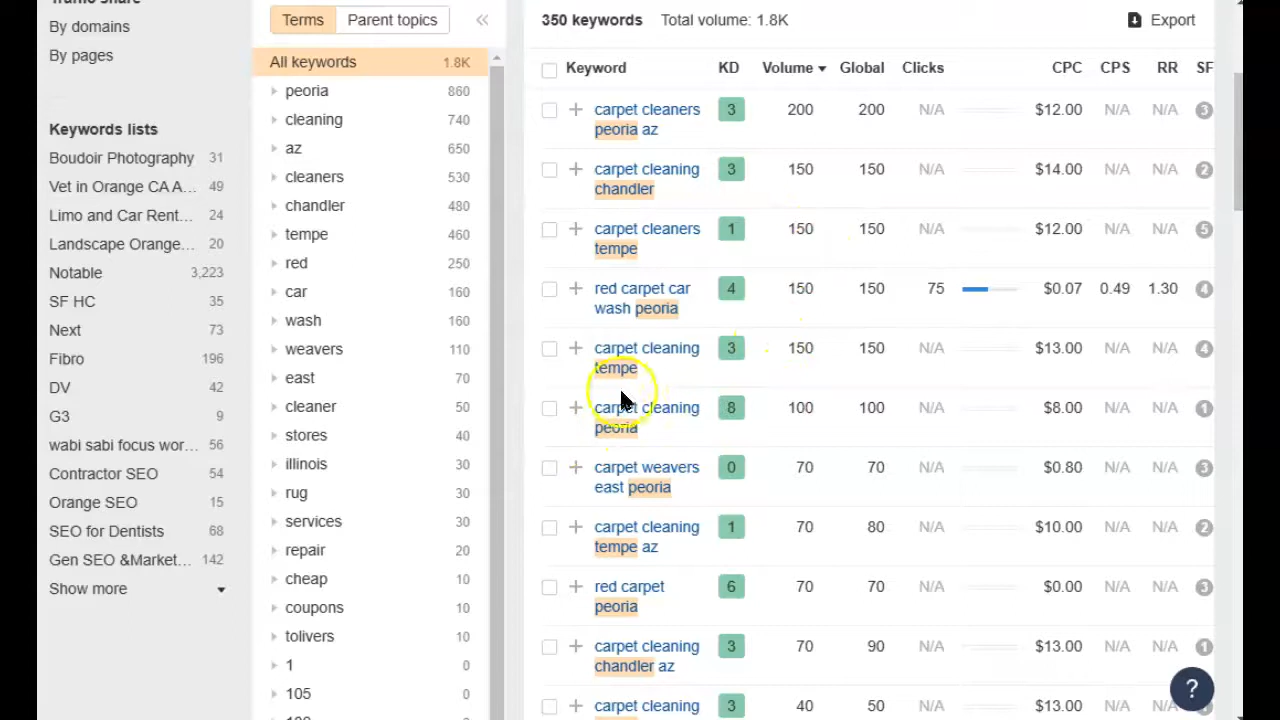 By domains
By pages
Keywords lists
Boudoir Photography 31
Vet in Orange CA A... 49
Limo and Car Rent... 24
Landscape Orange... 20
Notable 3,223
SF HC 35
Next 73
Fibro 196
DV 42
G3 9
wabi sabi focus wor... 56
Contractor SEO 54
Orange SEO 15
SEO for Dentists 68
Gen SEO &Market... 142
Show more
Terms Parent topics
All keywords 1.8K
peoria 860
cleaning 740
az 650
cleaners 530
chandler 480
tempe 460
red 250
car 160
wash 160
weavers 110
east 70
cleaner 50
stores 40
illinois 30
rug 30
services 30
repair 20
cheap 10
coupons 10
tolivers 10
1 0
105 0
350 keywords Total volume: 1.8K Export
Keyword KD Volume Global Clicks CPC CPS RR SF
carpet cleaners 3 200 200 N/A $12.00 N/A N/A 3
peoria az
carpet cleaning 3 150 150 N/A $14.00 N/A N/A 2
chandler
carpet cleaners 1 150 150 N/A $12.00 N/A N/A 5
tempe
red carpet car 4 150 150 75 $0.07 0.49 1.30 4
wash peoria
carpet cleaning 3 150 150 N/A $13.00 N/A N/A 4
tempe
carpet cleaning 8 100 100 N/A $8.00 N/A N/A 1
peoria
carpet weavers 0 70 70 N/A $0.80 N/A N/A 3
east peoria
carpet cleaning 1 70 80 N/A $10.00 N/A N/A 2
tempe az
red carpet 6 70 70 N/A $0.00 N/A N/A 3
peoria
carpet cleaning 3 70 90 N/A $13.00 N/A N/A 1
chandler az
carpet cleaning 3 40 50 N/A $13.00 N/A N/A
?